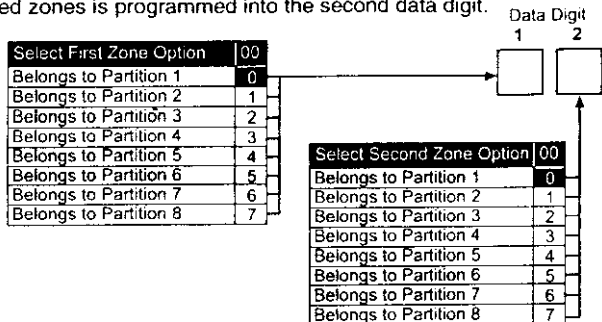 ed zones is programmed into the second data digit.
Data Digit
1 2
Select First Zone Option 00
Belongs to Partition 1 0
Belongs to Partition 2 1
Belongs to Partition 3 2
Belongs to Partition 4 3
Belongs to Partition 5 4
Belongs to Partition 6 5
Belongs to Partition 7 6
Belongs to Partition 8 7
Select Second Zone Option 00
Belongs to Partition 1 0
Belongs to Partition 2 1
Belongs to Partition 3 2
Belongs to Partition 4 3
Belongs to Partition 5 4
Belongs to Partition 6 5
Belongs to Partition 7 6
Belongs to Partition 8 7